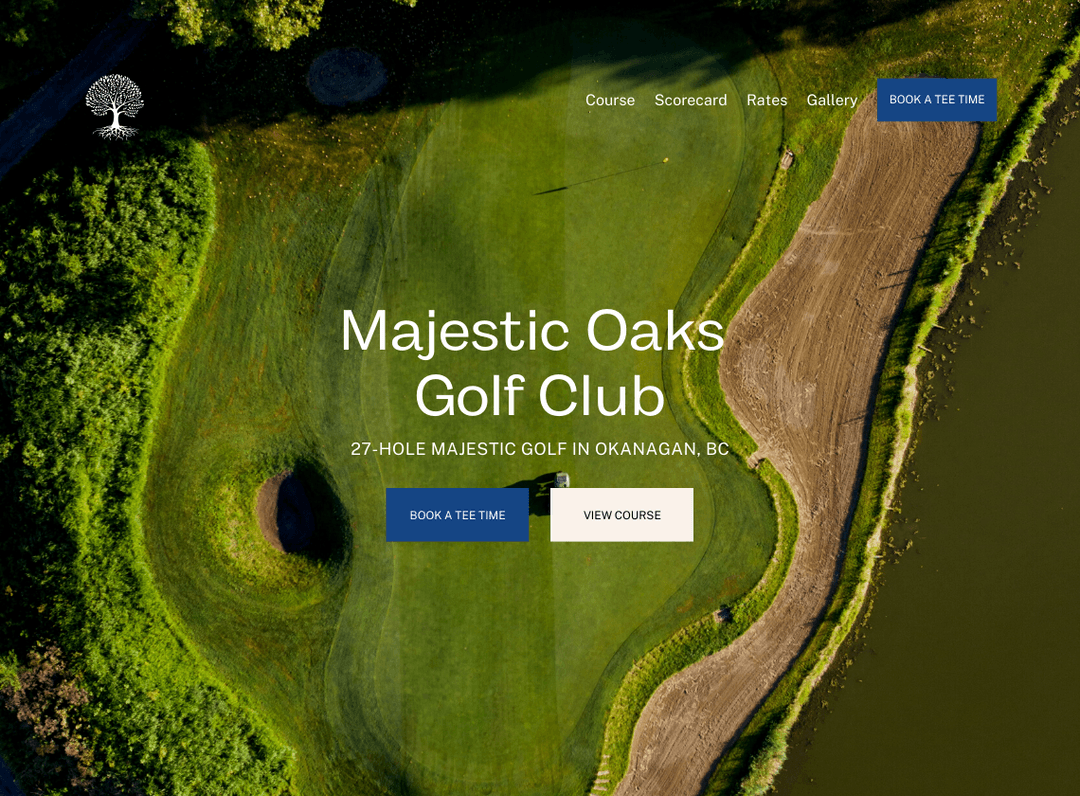 Course Scorecard Rates Gallery BOOK A TEE TIME
Majestic Oaks
Golf Club
27-HOLE MAJESTIC GOLF IN OKANAGAN, BC
BOOK A TEE TIME VIEW COURSE